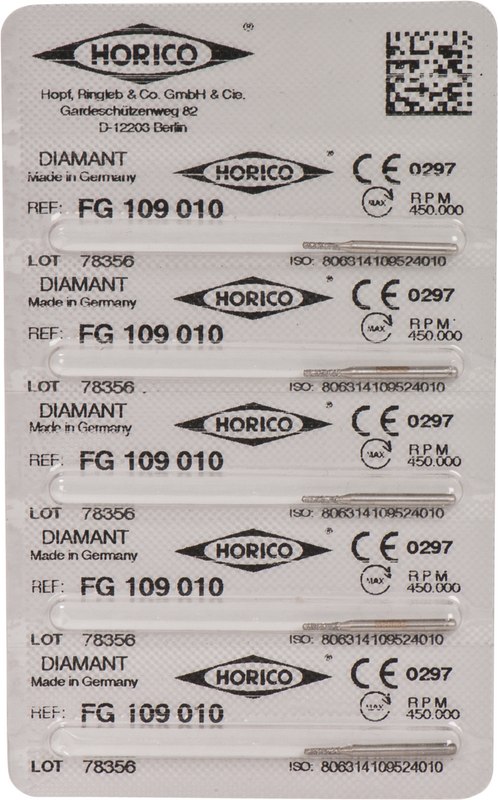 HORICO ®
Hopf, Ringleb & Co. GmbH & Cie.
Gardeschützenweg 82
D-12203 Berlin
DIAMANT HORICO ® CE 0297
Made in Germany MAX RPM
REF: FG 109 010 450.000
LOT 78356 ISO: 806314109524010
DIAMANT HORICO ® CE 0297
Made in Germany MAX RPM
REF: FG 109 010 450.000
LOT 78356 ISO: 806314109524010
DIAMANT HORICO ® CE 0297
Made in Germany MAX RPM
REF: FG 109 010 450.000
LOT 78356 ISO: 806314109524010
DIAMANT HORICO ® CE 0297
Made in Germany MAX RPM
REF: FG 109 010 450.000
LOT 78356 ISO: 806314109524010
DIAMANT HORICO ® CE 0297
Made in Germany MAX RPM
REF: FG 109 010 450.000
LOT 78356 ISO: 806314109524010